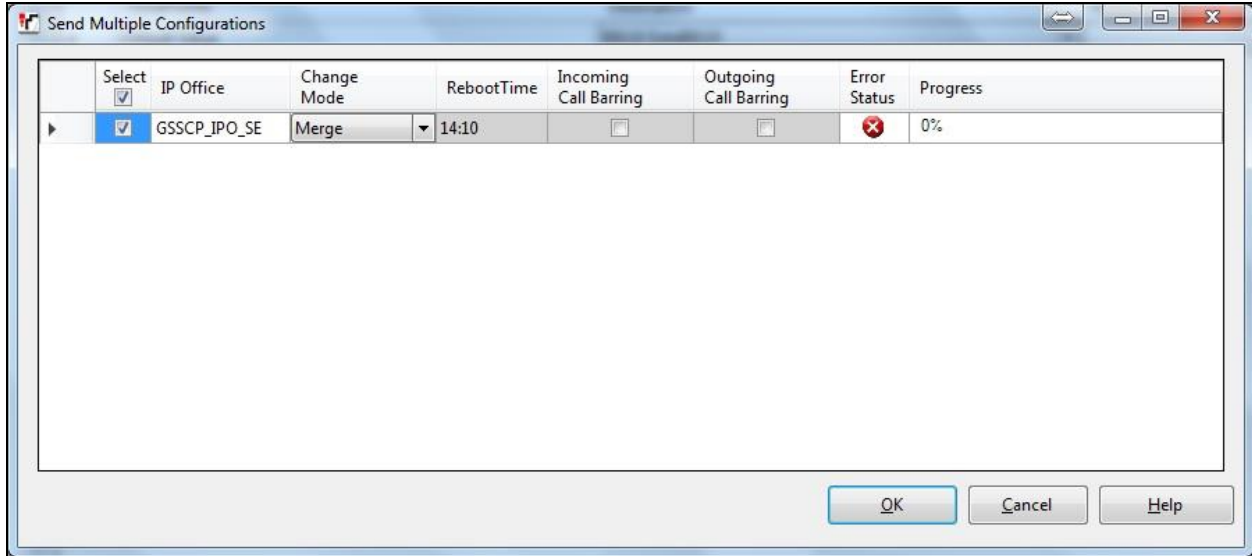 Send Multiple Configurations
Select IP Office Change Mode RebootTime Incoming Call Barring Outgoing Call Barring Error Status Progress
GSSCP_IPO_SE Merge 14:10 0%
OK Cancel Help